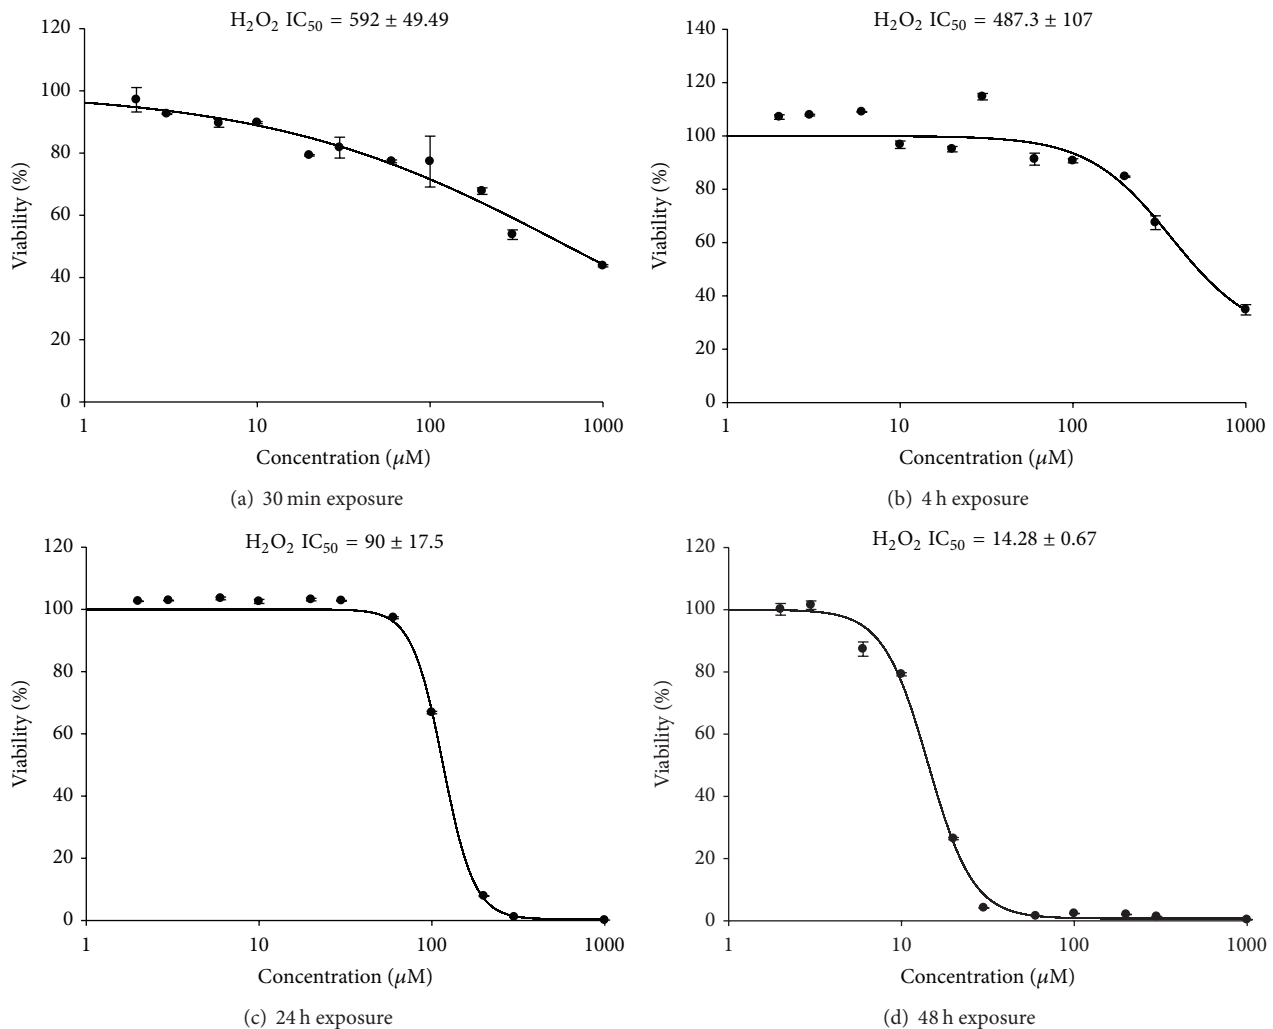 H₂O₂ IC₅₀ = 592 ± 49.49
120
100
80
60
40
20
0
Viability (%)
1 10 100 1000
Concentration (μM)
(a) 30 min exposure
H₂O₂ IC₅₀ = 487.3 ± 107
140
120
100
80
60
40
20
0
Viability (%)
1 10 100 1000
Concentration (μM)
(b) 4 h exposure
H₂O₂ IC₅₀ = 90 ± 17.5
120
100
80
60
40
20
0
Viability (%)
1 10 100 1000
Concentration (μM)
(c) 24 h exposure
H₂O₂ IC₅₀ = 14.28 ± 0.67
120
100
80
60
40
20
0
Viability (%)
1 10 100 1000
Concentration (μM)
(d) 48 h exposure